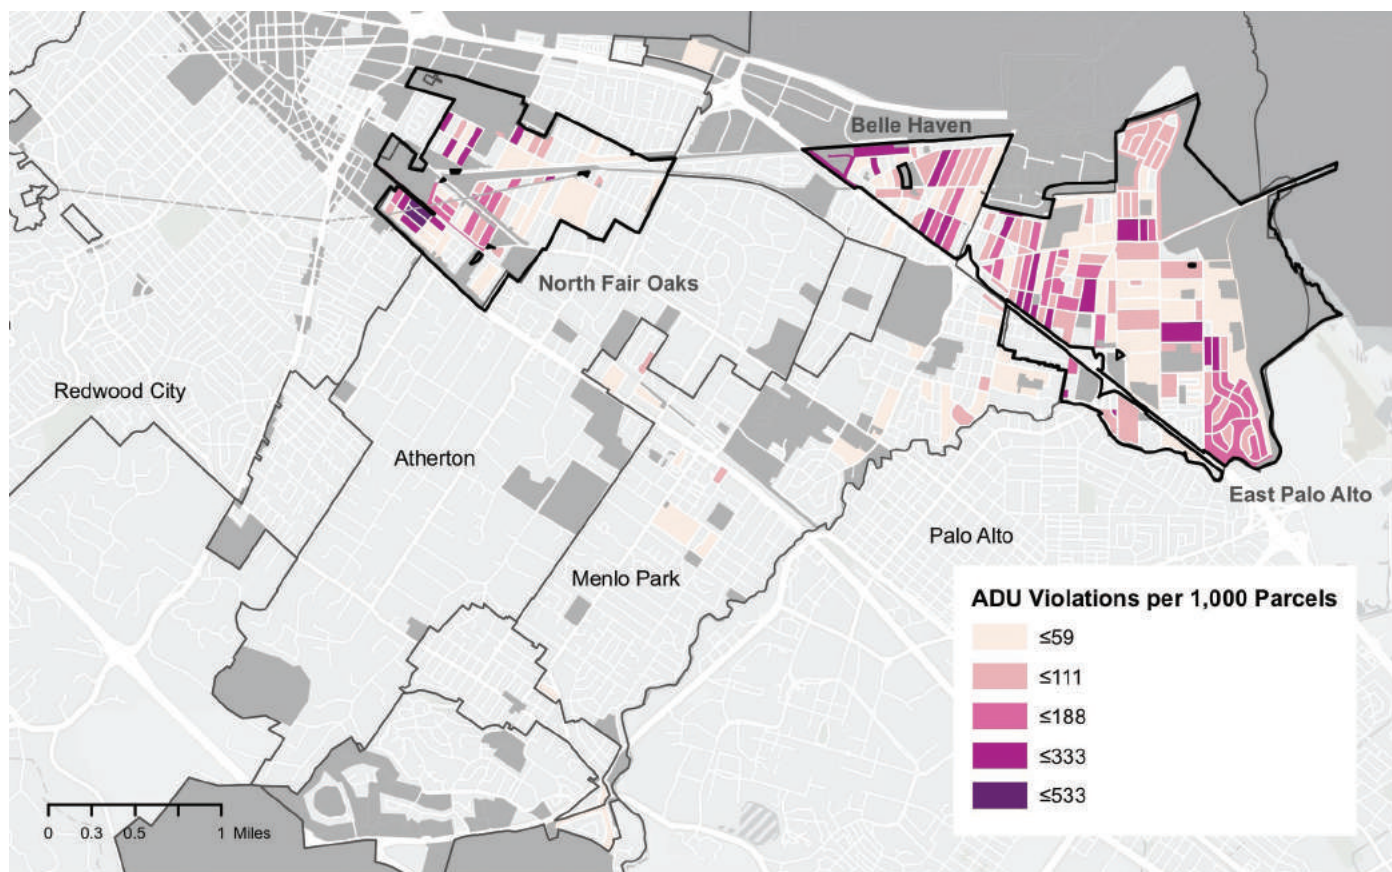 Belle Haven
North Fair Oaks
Redwood City
Atherton
East Palo Alto
Palo Alto
Menlo Park
ADU Violations per 1,000 Parcels
≤59
≤111
≤188
≤333
≤533
0 0.3 0.5 1 Miles